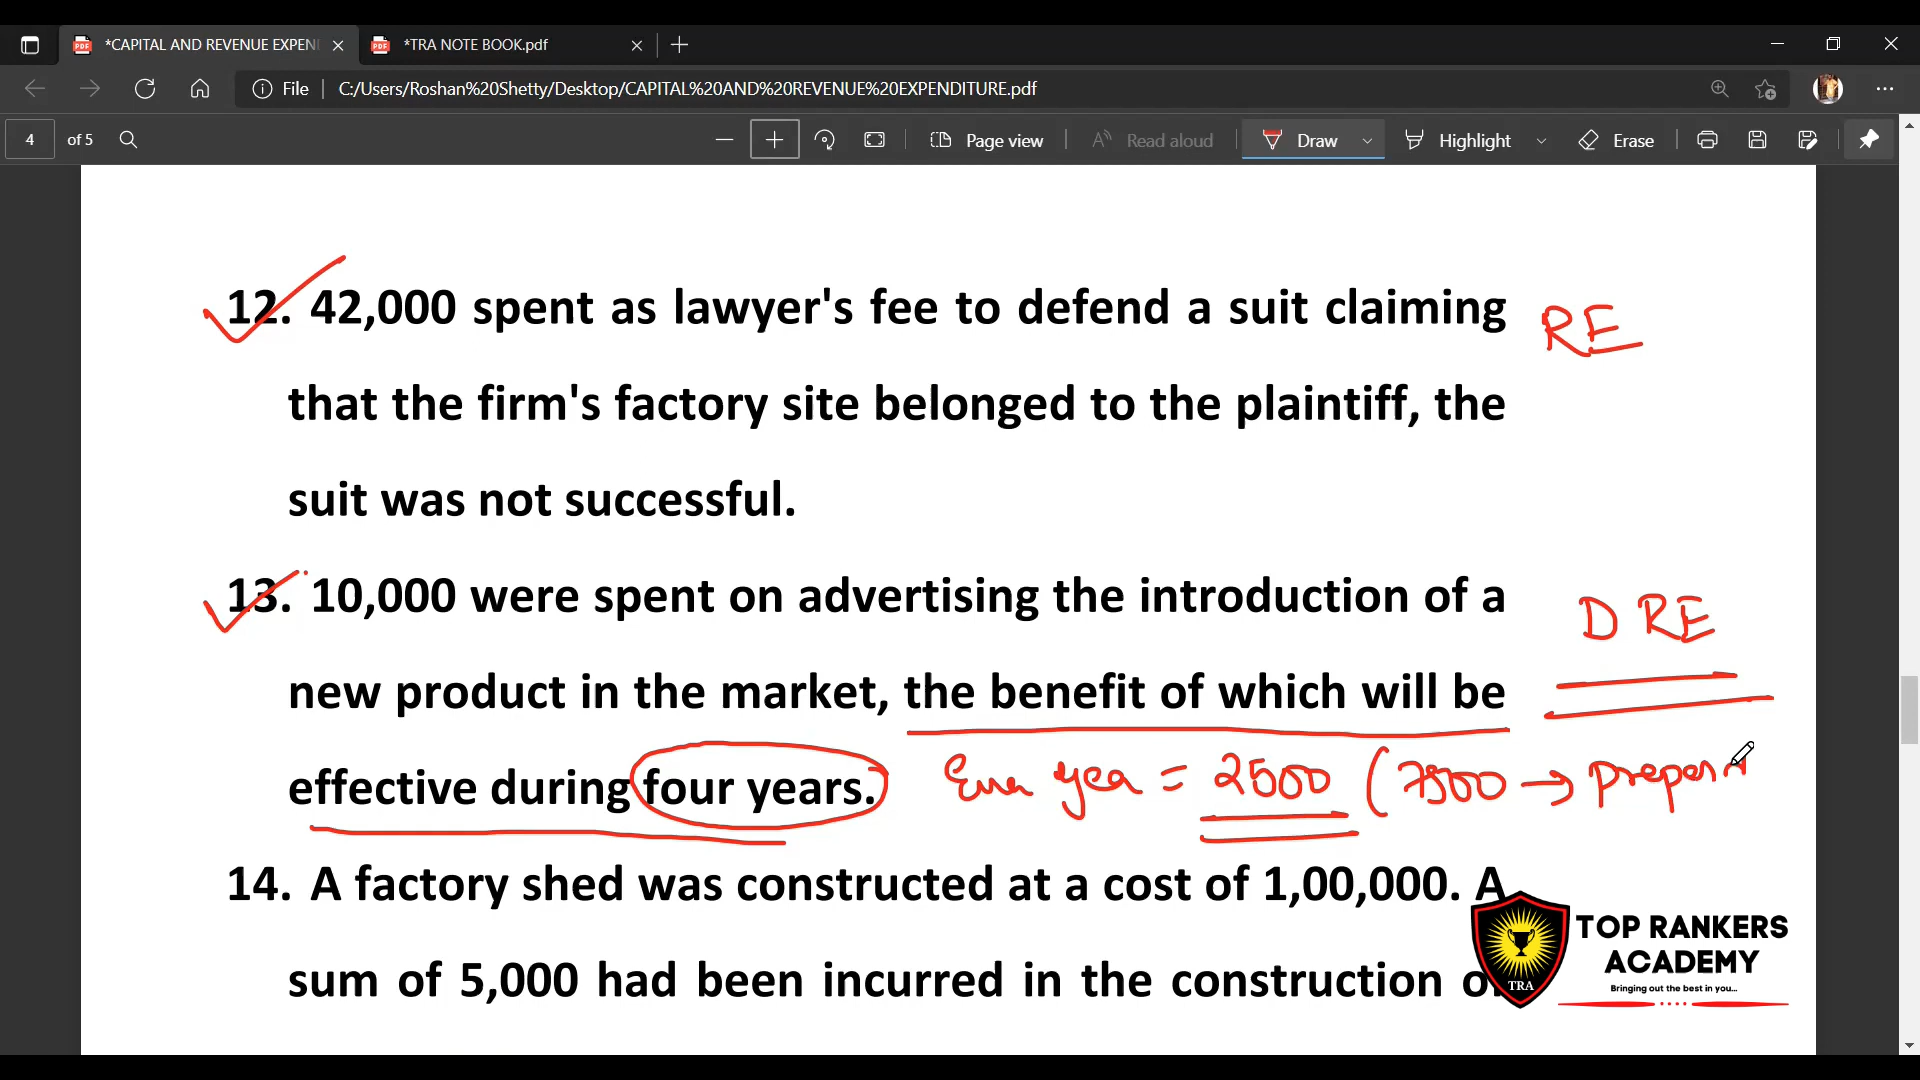 *CAPITAL AND REVENUE EXPEN
*TRA NOTE BOOK.pdf
File
C:/Users/Roshan%20Shetty/Desktop/CAPITAL%20AND%20REVENUE%20EXPENDITURE.pdf
4 of 5
Page view
Read aloud
Draw
Highlight
Erase
12. 42,000 spent as lawyer's fee to defend a suit claiming
RE
that the firm's factory site belonged to the plaintiff, the
suit was not successful.
13. 10,000 were spent on advertising the introduction of a
DRE
new product in the market, the benefit of which will be
effective during four years.
year = 2500 (7500 → prepard
14. A factory shed was constructed at a cost of 1,00,000. A
sum of 5,000 had been incurred in the construction of
TOP RANKERS
ACADEMY
Bringing out the best in you...
TRA